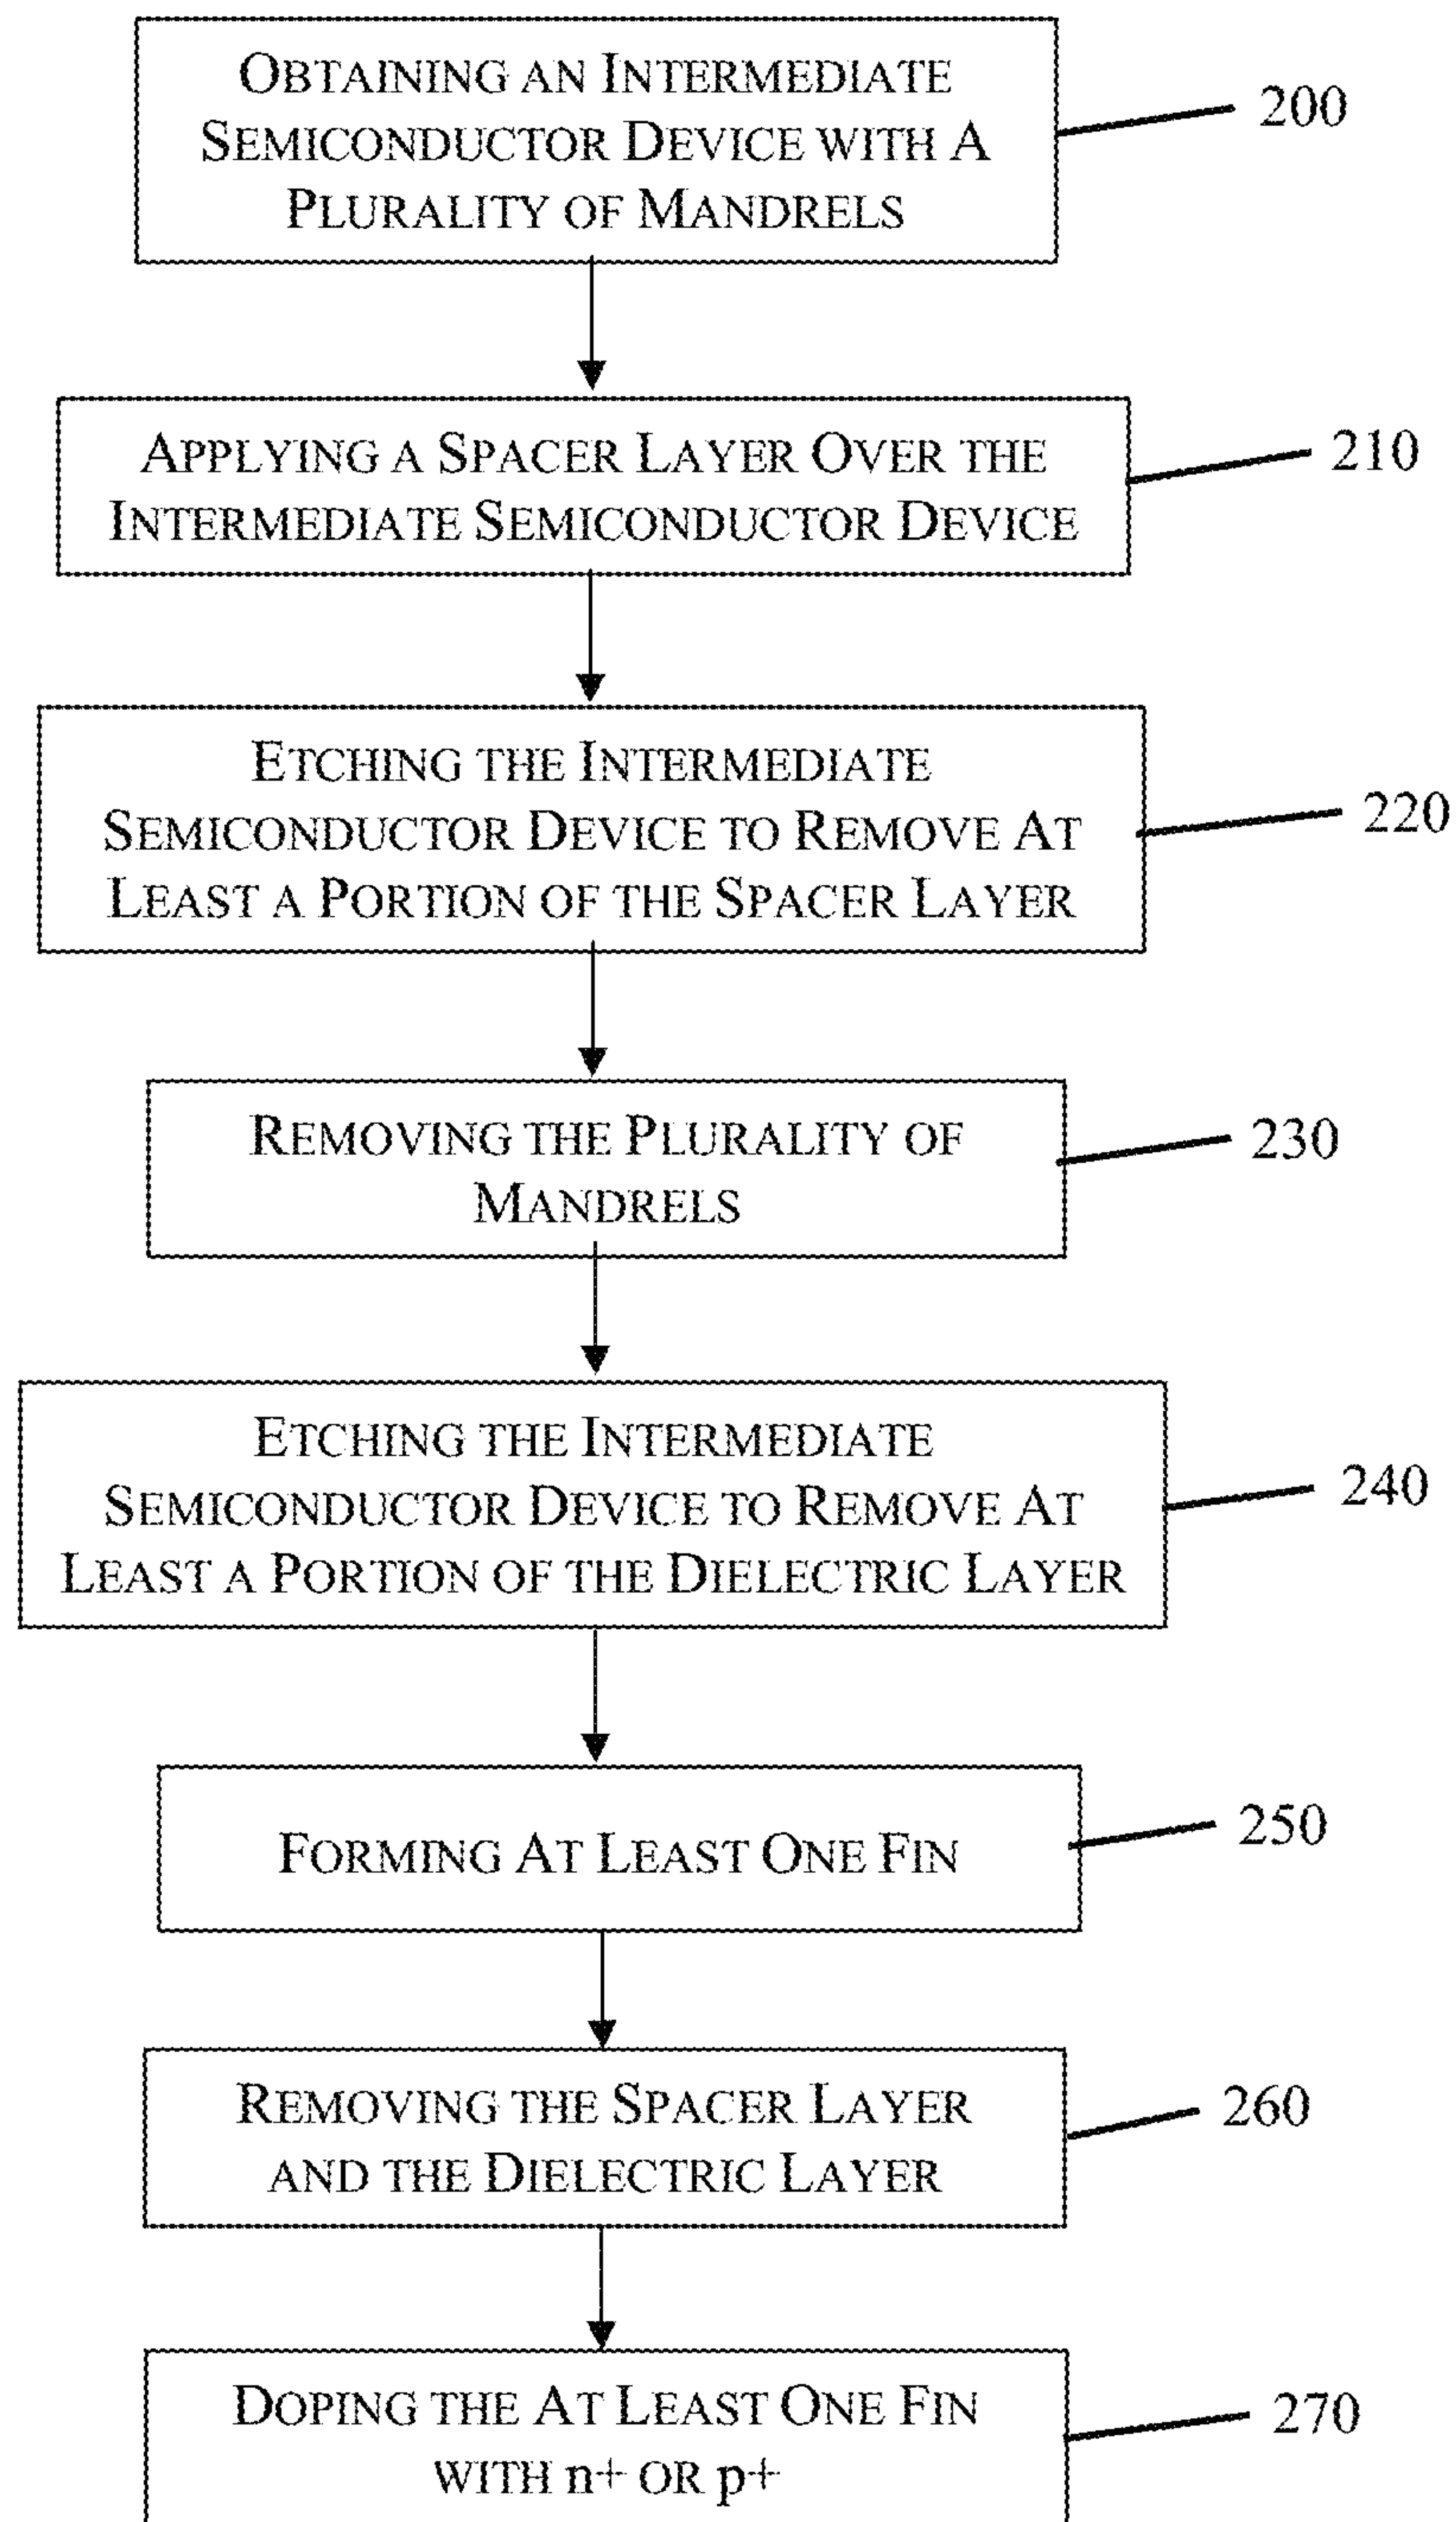 OBTAINING AN INTERMEDIATE
SEMICONDUCTOR DEVICE WITH A
PLURALITY OF MANDRELS
200
APPLYING A SPACER LAYER OVER THE
INTERMEDIATE SEMICONDUCTOR DEVICE
210
ETCHING THE INTERMEDIATE
SEMICONDUCTOR DEVICE TO REMOVE AT
LEAST A PORTION OF THE SPACER LAYER
220
REMOVING THE PLURALITY OF
MANDRELS
230
ETCHING THE INTERMEDIATE
SEMICONDUCTOR DEVICE TO REMOVE AT
LEAST A PORTION OF THE DIELECTRIC LAYER
240
FORMING AT LEAST ONE FIN
250
REMOVING THE SPACER LAYER
AND THE DIELECTRIC LAYER
260
DOPING THE AT LEAST ONE FIN
WITH n+ OR p+
270